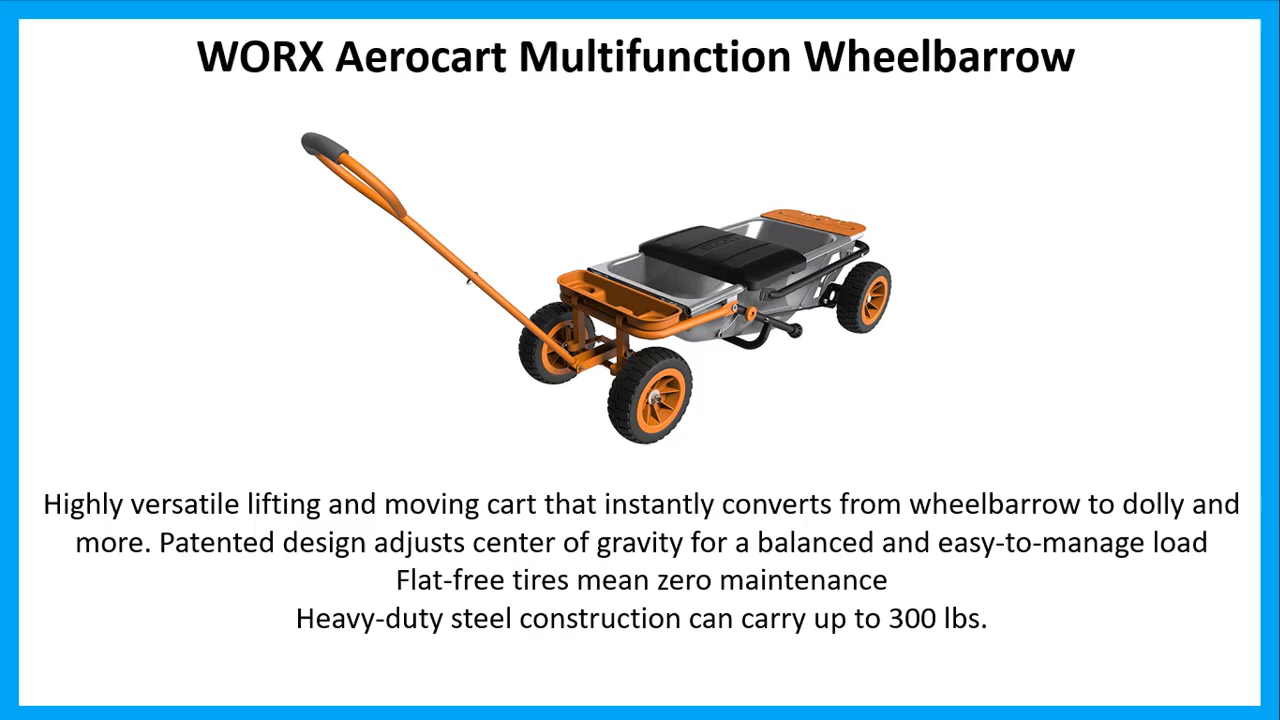 WORX Aerocart Multifunction Wheelbarrow
Highly versatile lifting and moving cart that instantly converts from wheelbarrow to dolly and
more. Patented design adjusts center of gravity for a balanced and easy-to-manage load
Flat-free tires mean zero maintenance
Heavy-duty steel construction can carry up to 300 lbs.